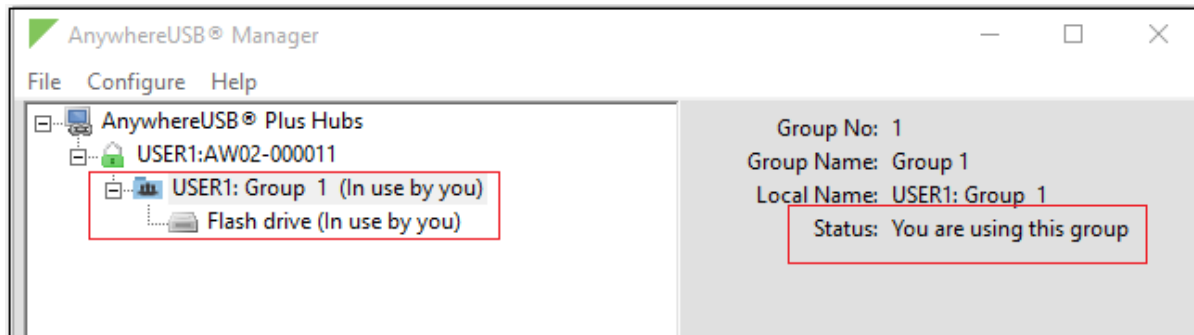 AnywhereUSB® Manager
File Configure Help
AnywhereUSB® Plus Hubs
USER1:AW02-000011
USER1: Group 1 (In use by you)
Flash drive (In use by you)
Group No: 1
Group Name: Group 1
Local Name: USER1: Group 1
Status: You are using this group